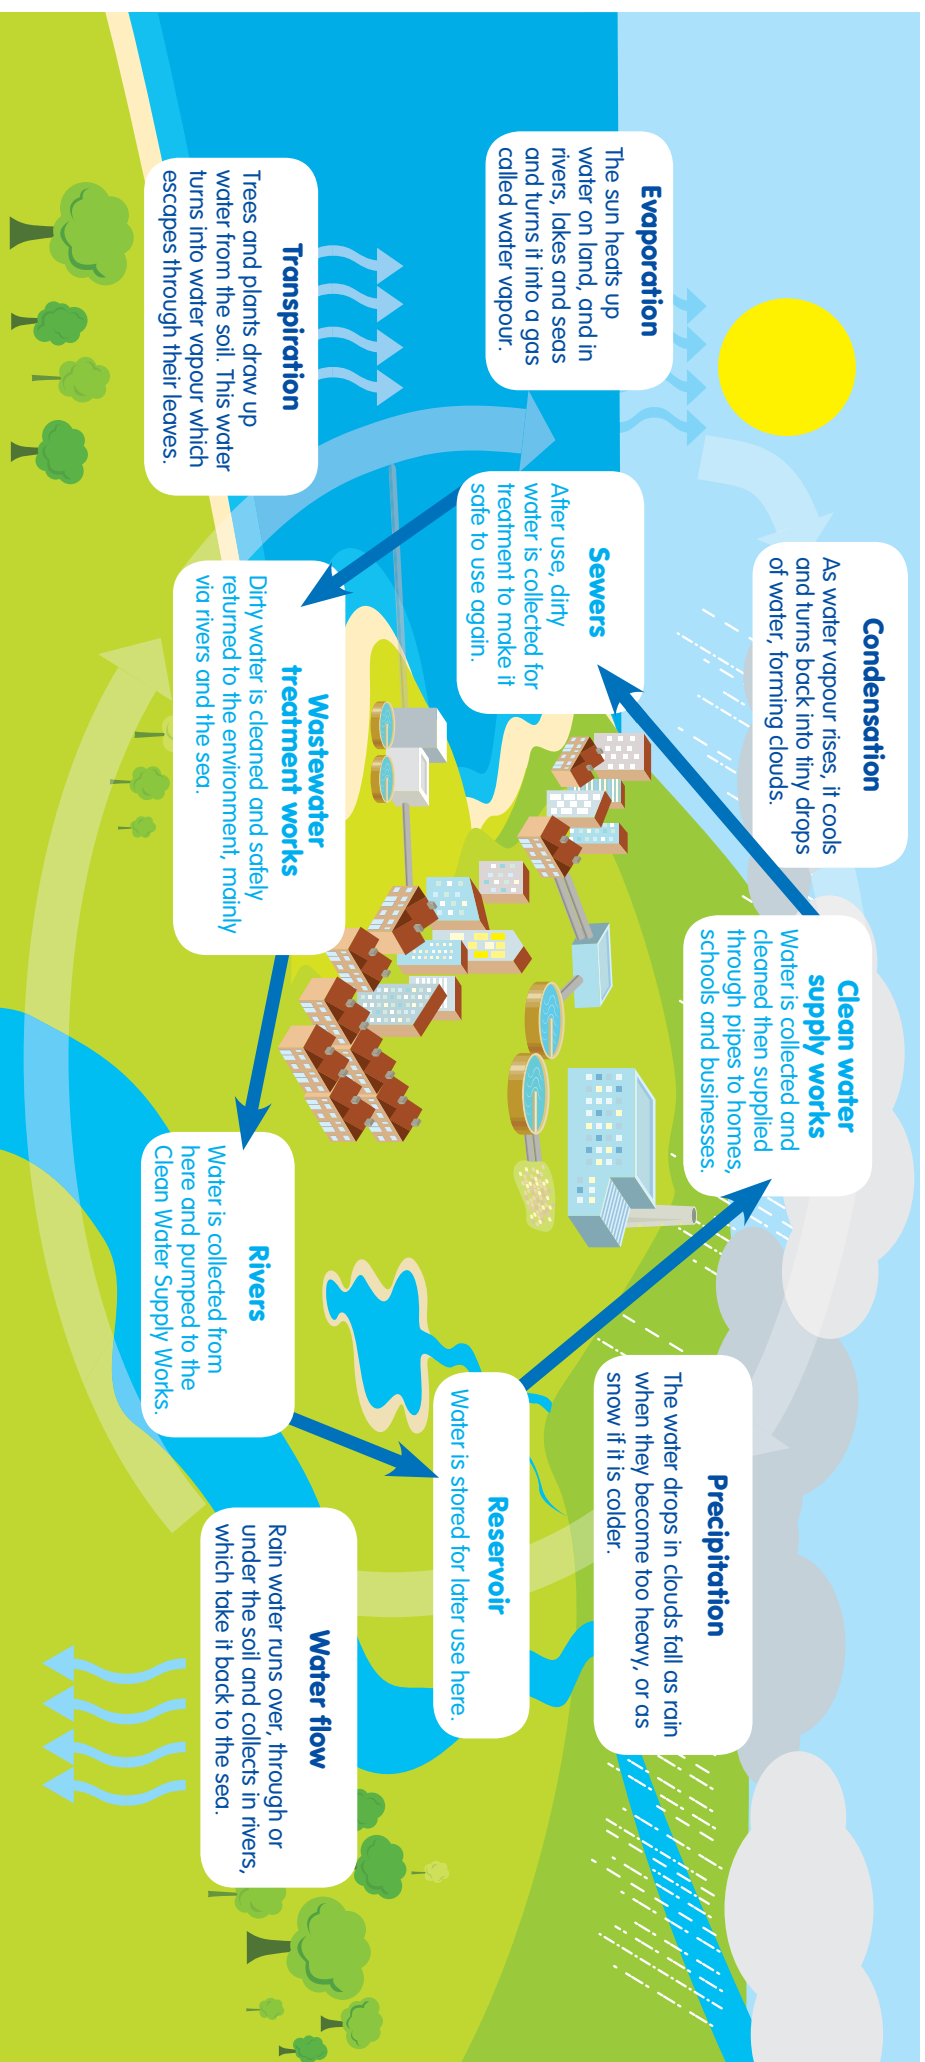 Evaporation
The sun heats up
water on land, and in
rivers, lakes and seas
and turns it into a gas
called water vapour.
Condensation
As water vapour rises, it cools
and turns back into tiny drops
of water, forming clouds.
Precipitation
The water drops in clouds fall as rain
when they become too heavy, or as
snow if it is colder.
Clean water
supply works
Water is collected and
cleaned then supplied
through pipes to homes,
schools and businesses.
Sewers
After use, dirty
water is collected for
treatment to make it
safe to use again.
Reservoir
Water is stored for later use here.
Transpiration
Trees and plants draw up
water from the soil. This water
turns into water vapour which
escapes through their leaves.
Wastewater
treatment works
Dirty water is cleaned and safely
returned to the environment, mainly
via rivers and the sea.
Rivers
Water is collected from
here and pumped to the
Clean Water Supply Works.
Water flow
Rain water runs over, through or
under the soil and collects in rivers,
which take it back to the sea.